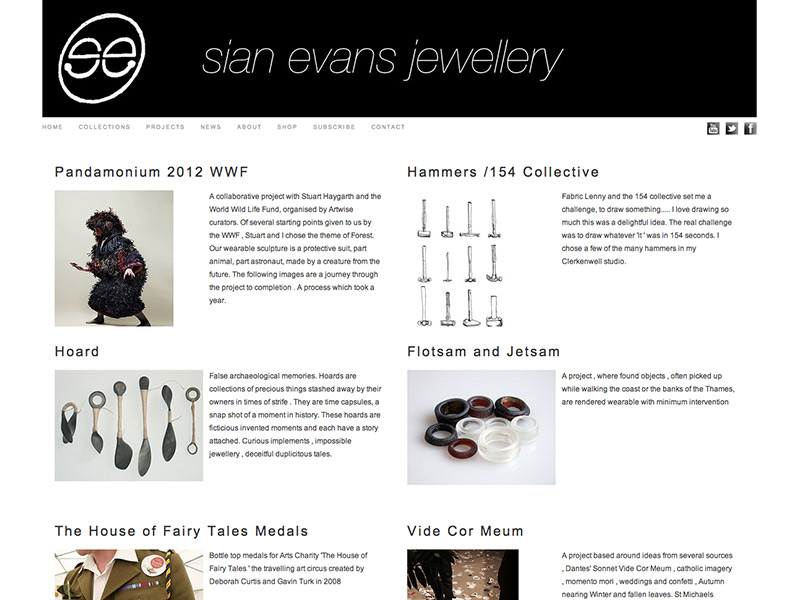 se
sian evans jewellery
HOME COLLECTIONS PROJECTS NEWS ABOUT SHOP SUBSCRIBE CONTACT
Pandamonium 2012 WWF
A collaborative project with Stuart Haygarth and the
World Wild Life Fund, organised by Artwise
curators. Of several starting points given to us by
the WWF , Stuart and I chose the theme of Forest.
Our wearable sculpture is a protective suit, part
animal, part astronaut, made by a creature from the
future. The following images are a journey through
the project to completion . A process which took a
year.
Hammers /154 Collective
Fabric Lenny and the 154 collective set me a
challenge, to draw something..... I love drawing so
much this was a delightful idea. The real challenge
was to draw whatever 'it ' was in 154 seconds. I
chose a few of the many hammers in my
Clerkenwell studio.
Hoard
False archaeological memories. Hoards are
collections of precious things stashed away by their
owners in times of strife . They are time capsules, a
snap shot of a moment in history. These hoards are
ficticious invented moments and each have a story
attached. Curious implements , impossible
jewellery , deceitful duplicitous tales.
Flotsam and Jetsam
A project , where found objects , often picked up
while walking the coast or the banks of the Thames,
are rendered wearable with minimum intervention
The House of Fairy Tales Medals
Bottle top medals for Arts Charity 'The House of
Fairy Tales ' the travelling art circus created by
Deborah Curtis and Gavin Turk in 2008
Vide Cor Meum
A project based around ideas from several sources
, Dantes' Sonnet Vide Cor Meum , catholic imagery
, momento mori , weddings and confetti , Autumn
nearing Winter and fallen leaves. St Michaels